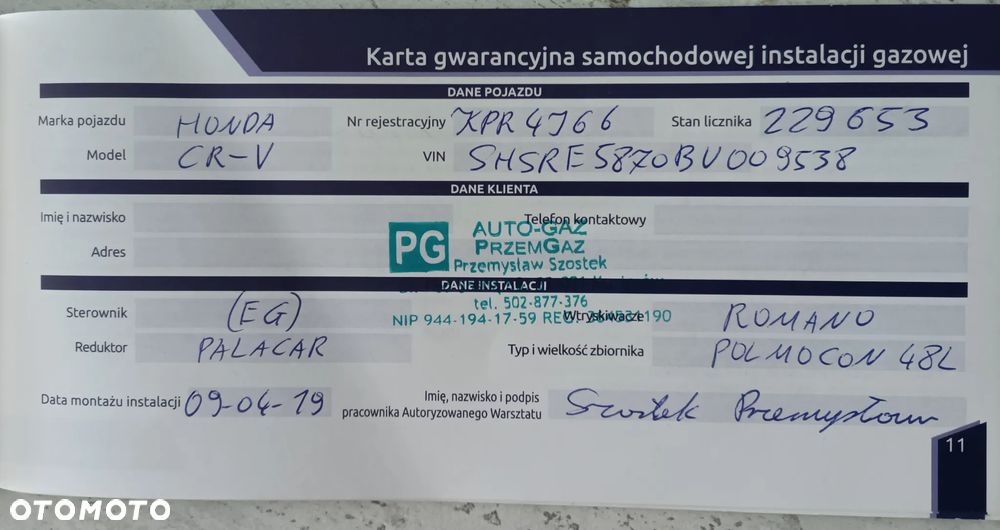 Karta gwarancyjna samochodowej instalacji gazowej
DANE POJAZDU
Marka pojazdu HONDA Nr rejestracyjny KPR4J66 Stan licznika 229653
Model CR-V VIN SHSRE5870BU009538
DANE KLIENTA
Imię i nazwisko Telefon kontaktowy
AUTO-GAZ
PG PRZEMGAZ
Adres
Przemysław Szostek
DANE INSTALACJI
tel. 502-877-376
NIP 944-194-17-59 190
Sterownik (EG) Wtryskiwacze ROMANO
Reduktor PALACAR Typ i wielkość zbiornika POLMOCON 48L
Data montażu instalacji 09-04-19 Imię, nazwisko i podpis
pracownika Autoryzowanego Warsztatu Szostek Przemysław
11
OTOMOTO